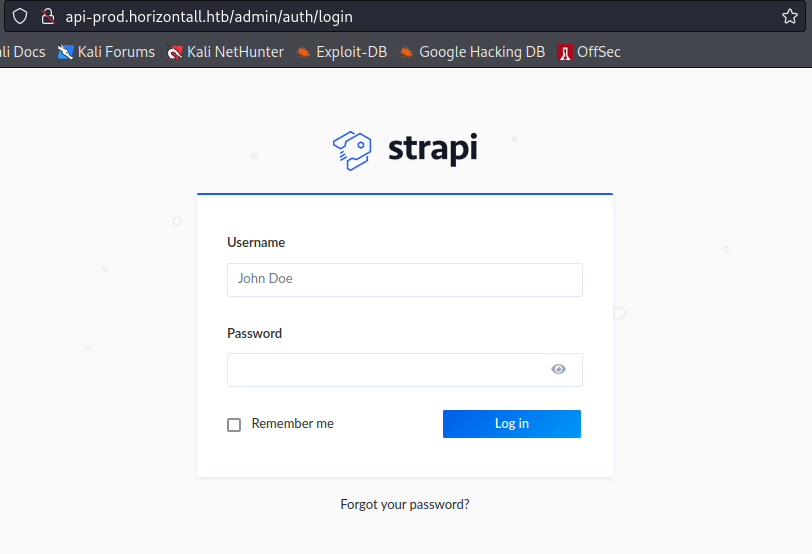 api-prod.horizontall.htb/admin/auth/login
li Docs Kali Forums Kali NetHunter Exploit-DB Google Hacking DB OffSec
strapi
Username
John Doe
Password
Remember me Log in
Forgot your password?